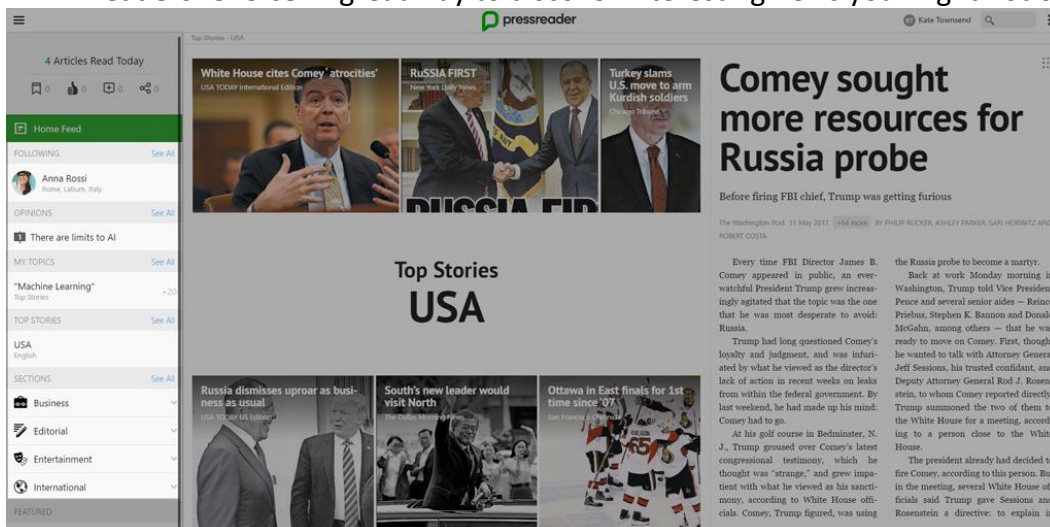 pressreader
Kate Townsend
Top Stories - USA
4 Articles Read Today
0 0 0 0
Home Feed
FOLLOWING See All
Anna Rossi
Rome, Latium, Italy
OPINIONS See All
There are limits to AI
MY TOPICS See All
"Machine Learning" +20
Top Stories
TOP STORIES See All
USA
English
SECTIONS See All
Business
Editorial
Entertainment
International
FEATURED
White House cites Comey 'atrocities'
USA TODAY International Edition
RuSSIA FIRST
New York Daily News
Turkey slams
U.S. move to arm
Kurdish soldiers
Chicago Tribune
Top Stories
USA
Russia dismisses uproar as busi-
ness as usual
USA TODAY US Edition
South's new leader would
visit North
The Dallas Morning News
Ottawa in East finals for 1st
time since '07
San Francisco Chronicle
Comey sought
more resources for
Russia probe
Before firing FBI chief, Trump was getting furious
The Washington Post 11 May 2017 +64 more BY PHILIP RUCKER, ASHLEY PARKER, SARI HORWITZ AND
ROBERT COSTA
Every time FBI Director James B.
Comey appeared in public, an ever-
watchful President Trump grew increas-
ingly agitated that the topic was the one
that he was most desperate to avoid:
Russia.
Trump had long questioned Comey's
loyalty and judgment, and was infuri-
ated by what he viewed as the director's
lack of action in recent weeks on leaks
from within the federal government. By
last weekend, he had made up his mind:
Comey had to go.
At his golf course in Bedminster, N.
J., Trump groused over Comey's latest
congressional testimony, which he
thought was "strange," and grew impa-
tient with what he viewed as his sancti-
mony, according to White House offi-
cials. Comey, Trump figured, was using
the Russia probe to become a martyr.
Back at work Monday morning in
Washington, Trump told Vice President
Pence and several senior aides — Reince
Priebus, Stephen K. Bannon and Donald
McGahn, among others — that he was
ready to move on Comey. First, though,
he wanted to talk with Attorney General
Jeff Sessions, his trusted confidant, and
Deputy Attorney General Rod J. Rosen-
stein, to whom Comey reported directly.
Trump summoned the two of them to
the White House for a meeting, accord-
ing to a person close to the White
House.
The president already had decided to
fire Comey, according to this person. But
in the meeting, several White House of-
ficials said Trump gave Sessions and
Rosenstein a directive: to explain in